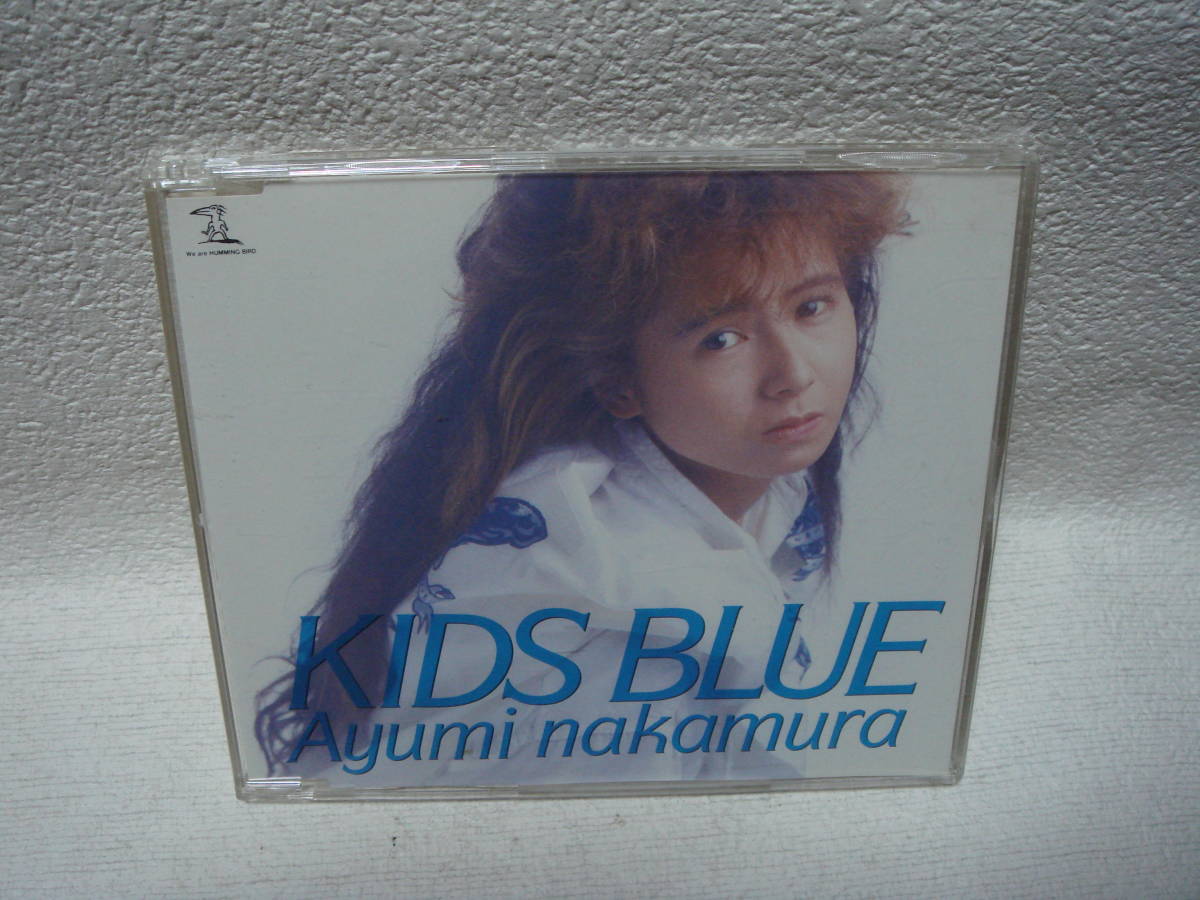 We are HUMMING BIRD
KIDS BLUE
Ayumi nakamura